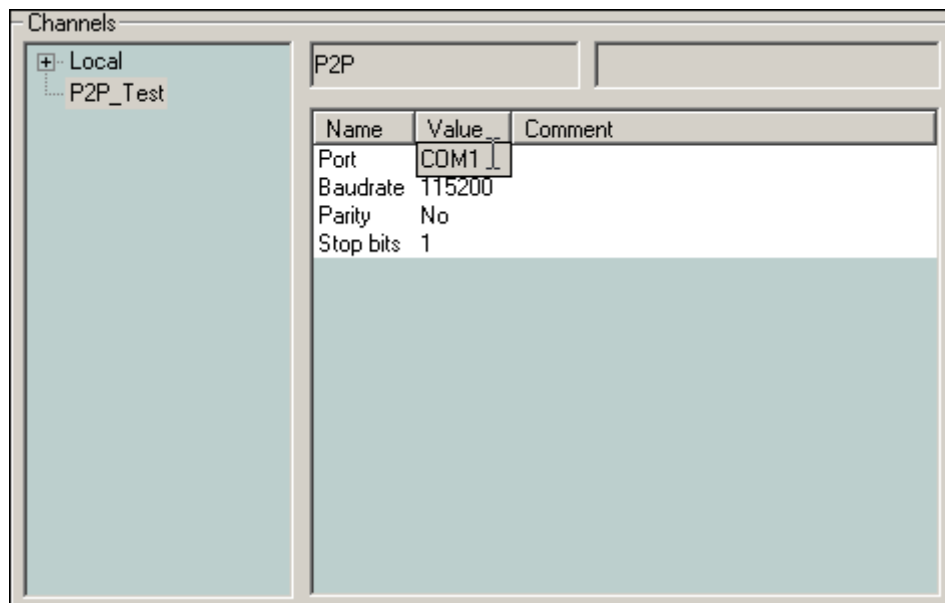 Channels
Local
P2P_Test
P2P
Name Value Comment
Port COM1
Baudrate 115200
Parity No
Stop bits 1